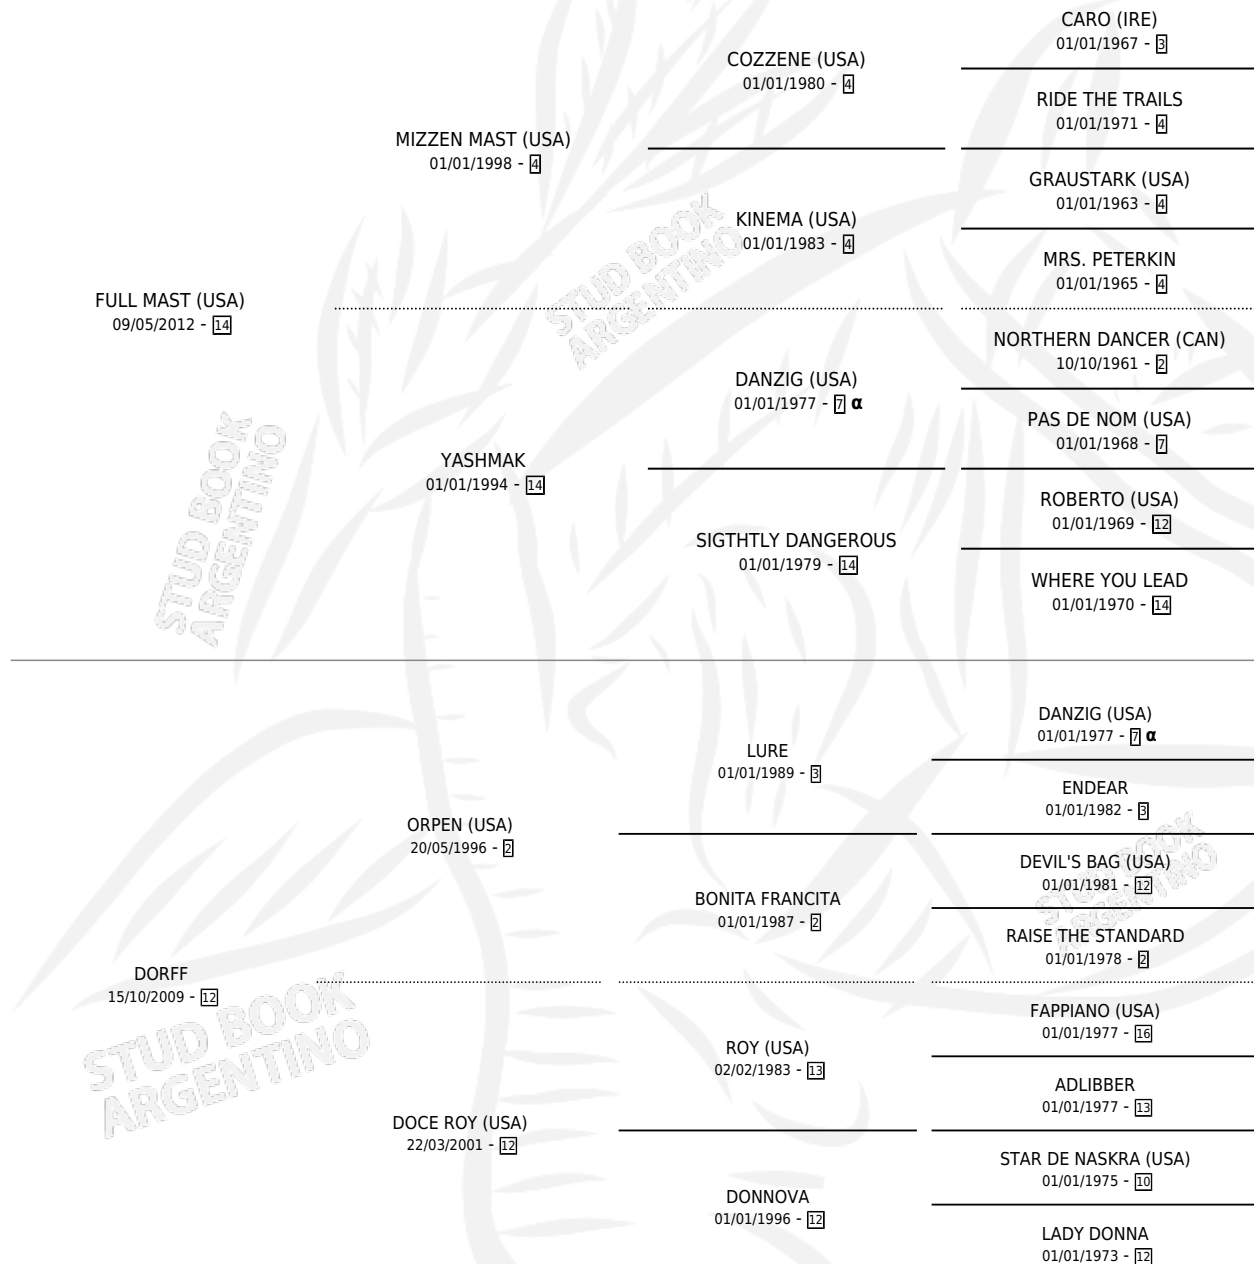 CARO (IRE)
01/01/1967 - 3
COZZENE (USA)
01/01/1980 - 4
RIDE THE TRAILS
01/01/1971 - 4
MIZZEN MAST (USA)
01/01/1998 - 4
GRAUSTARK (USA)
01/01/1963 - 4
KINEMA (USA)
01/01/1983 - 4
MRS. PETERKIN
01/01/1965 - 4
FULL MAST (USA)
09/05/2012 - 14
NORTHERN DANCER (CAN)
10/10/1961 - 2
DANZIG (USA)
01/01/1977 - 7 α
PAS DE NOM (USA)
01/01/1968 - 7
YASHMAK
01/01/1994 - 14
ROBERTO (USA)
01/01/1969 - 12
SIGTHTLY DANGEROUS
01/01/1979 - 14
WHERE YOU LEAD
01/01/1970 - 14
DANZIG (USA)
01/01/1977 - 7 α
LURE
01/01/1989 - 3
ENDEAR
01/01/1982 - 3
ORPEN (USA)
20/05/1996 - 2
DEVIL'S BAG (USA)
01/01/1981 - 12
BONITA FRANCITA
01/01/1987 - 2
RAISE THE STANDARD
01/01/1978 - 2
DORFF
15/10/2009 - 12
FAPPIANO (USA)
01/01/1977 - 16
ROY (USA)
02/02/1983 - 13
ADLIBBER
01/01/1977 - 13
DOCE ROY (USA)
22/03/2001 - 12
STAR DE NASKRA (USA)
01/01/1975 - 10
DONNOVA
01/01/1996 - 12
LADY DONNA
01/01/1973 - 12
STUD BOOK
ARGENTINO
STUD BOOK
ARGENTINO
STUD BOOK
ARGENTINO
STUD BOOK
ARGENTINO